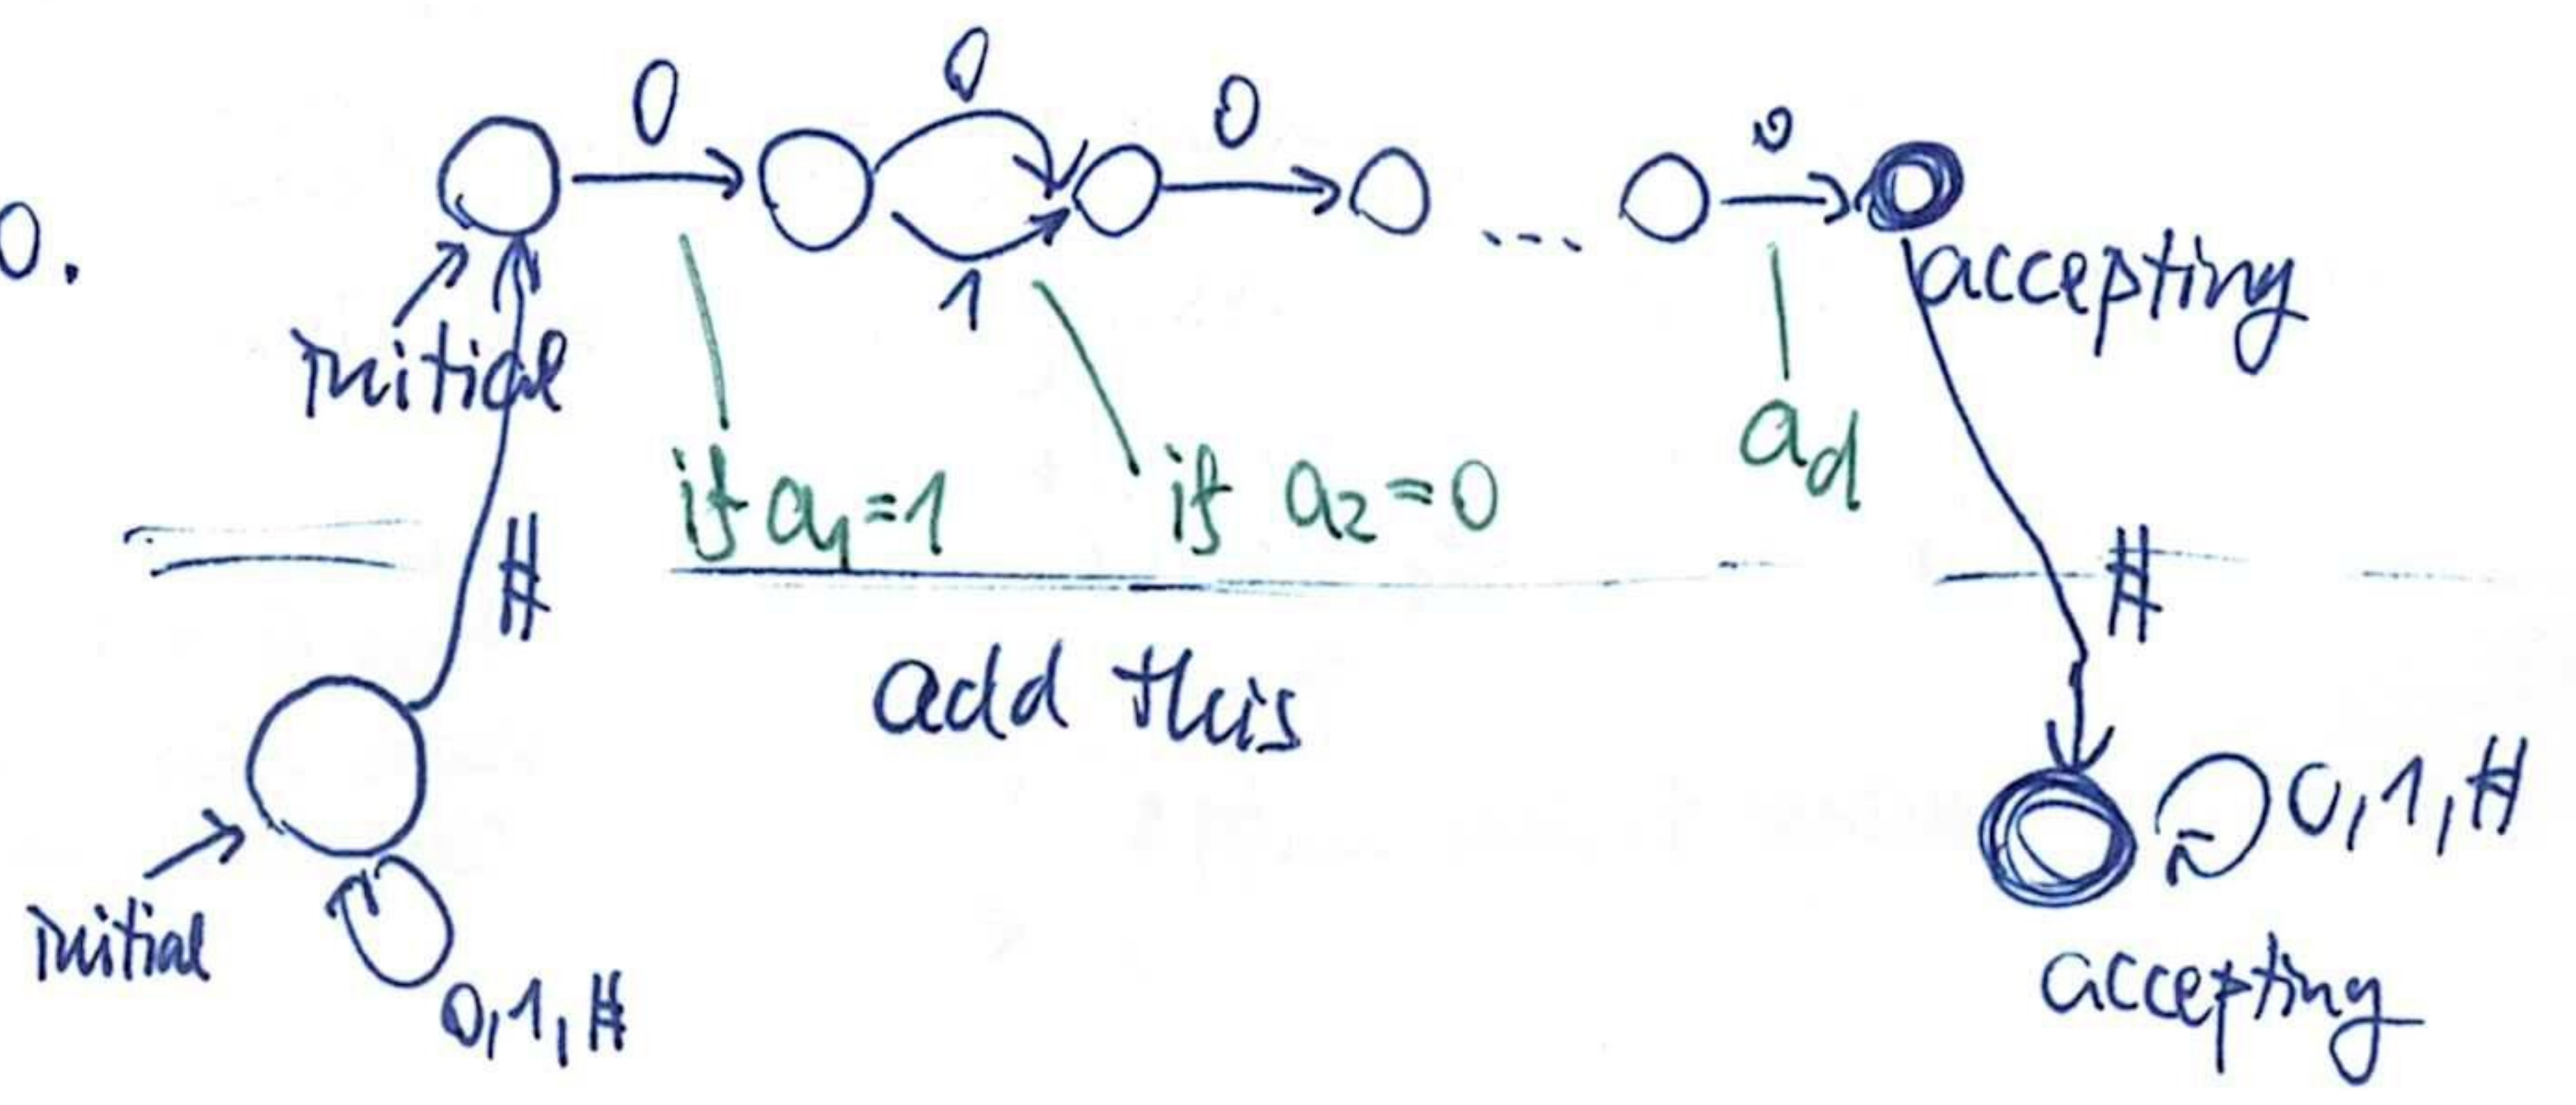 0 0 0 0
0.
1
initial
accepting
if a₁=1 if a₂=0 a_d
# #
add this
0,1,#
initial
accepting
0,1,#